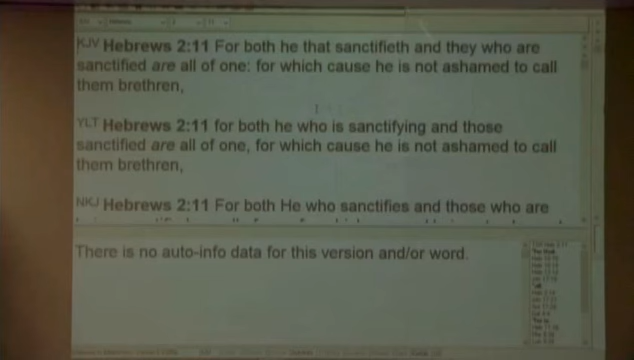 KJV Hebrews 2:11 For both he that sanctifieth and they who are
sanctified are all of one: for which cause he is not ashamed to call
them brethren,
YLT Hebrews 2:11 for both he who is sanctifying and those
sanctified are all of one, for which cause he is not ashamed to call
them brethren,
NKJ Hebrews 2:11 For both He who sanctifies and those who are
There is no auto-info data for this version and/or word.